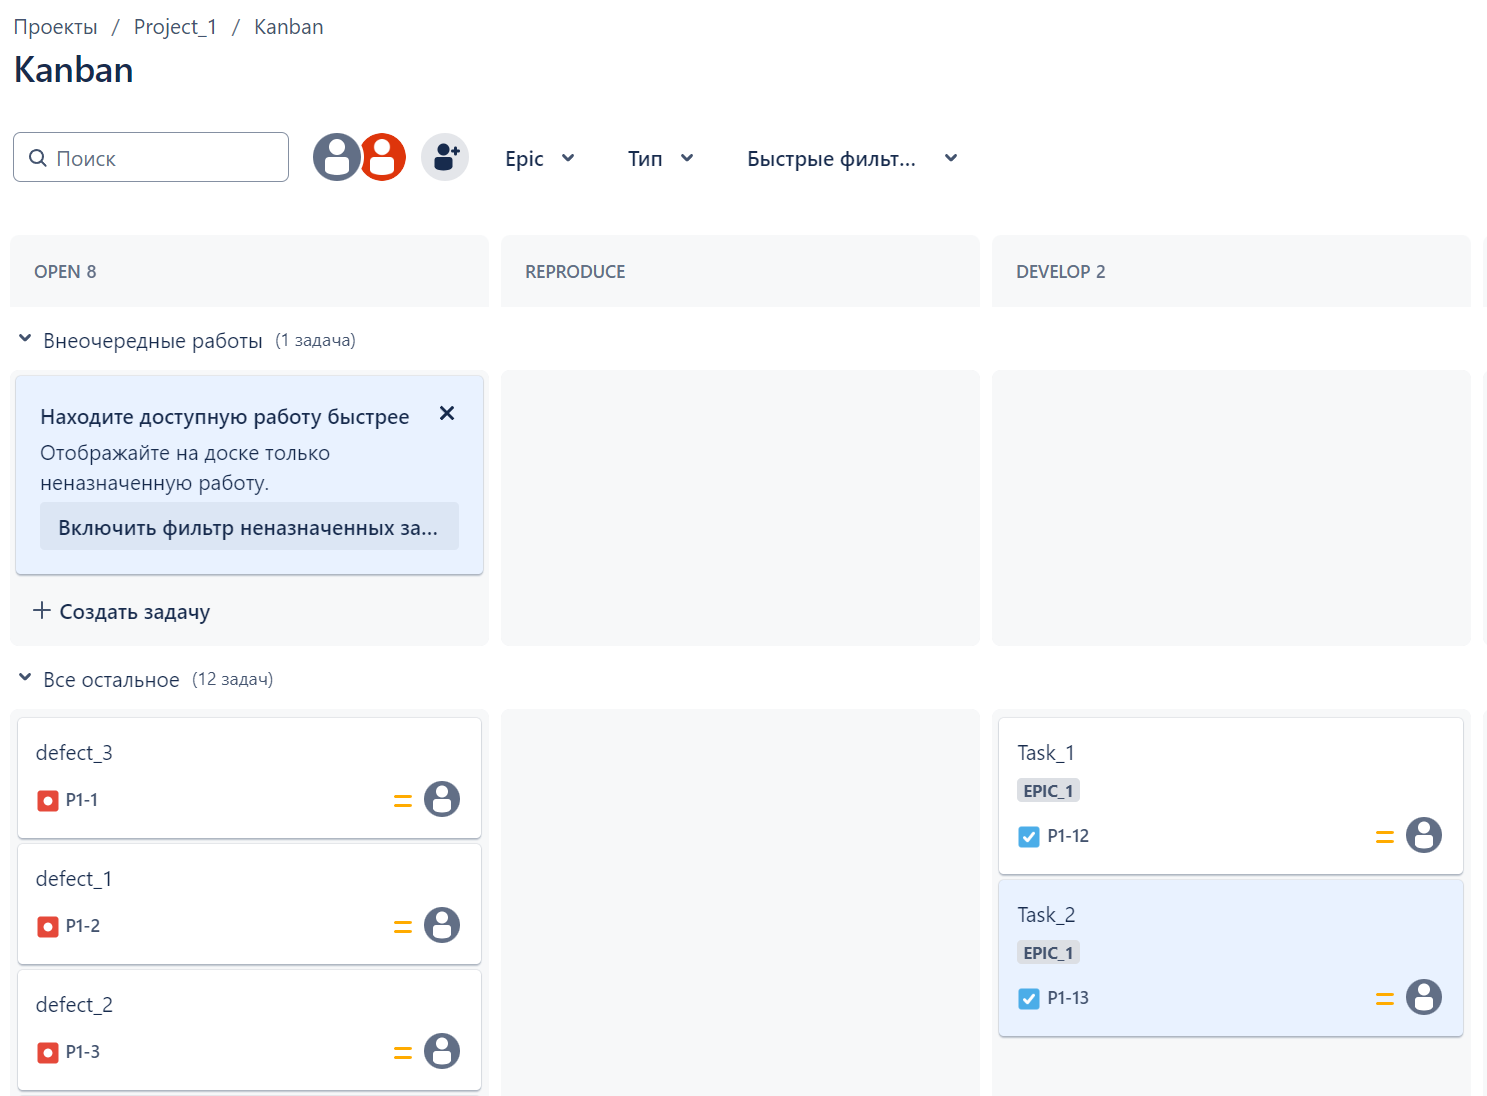 Проекты / Project_1 / Kanban
Kanban
Поиск
Epic
Тип
Быстрые фильт...
OPEN 8
REPRODUCE
DEVELOP 2
Внеочередные работы (1 задача)
Находите доступную работу быстрее
Отображайте на доске только
неназначенную работу.
Включить фильтр неназначенных за...
+ Создать задачу
Все остальное (12 задач)
defect_3
P1-1
defect_1
P1-2
defect_2
P1-3
Task_1
EPIC_1
P1-12
Task_2
EPIC_1
P1-13